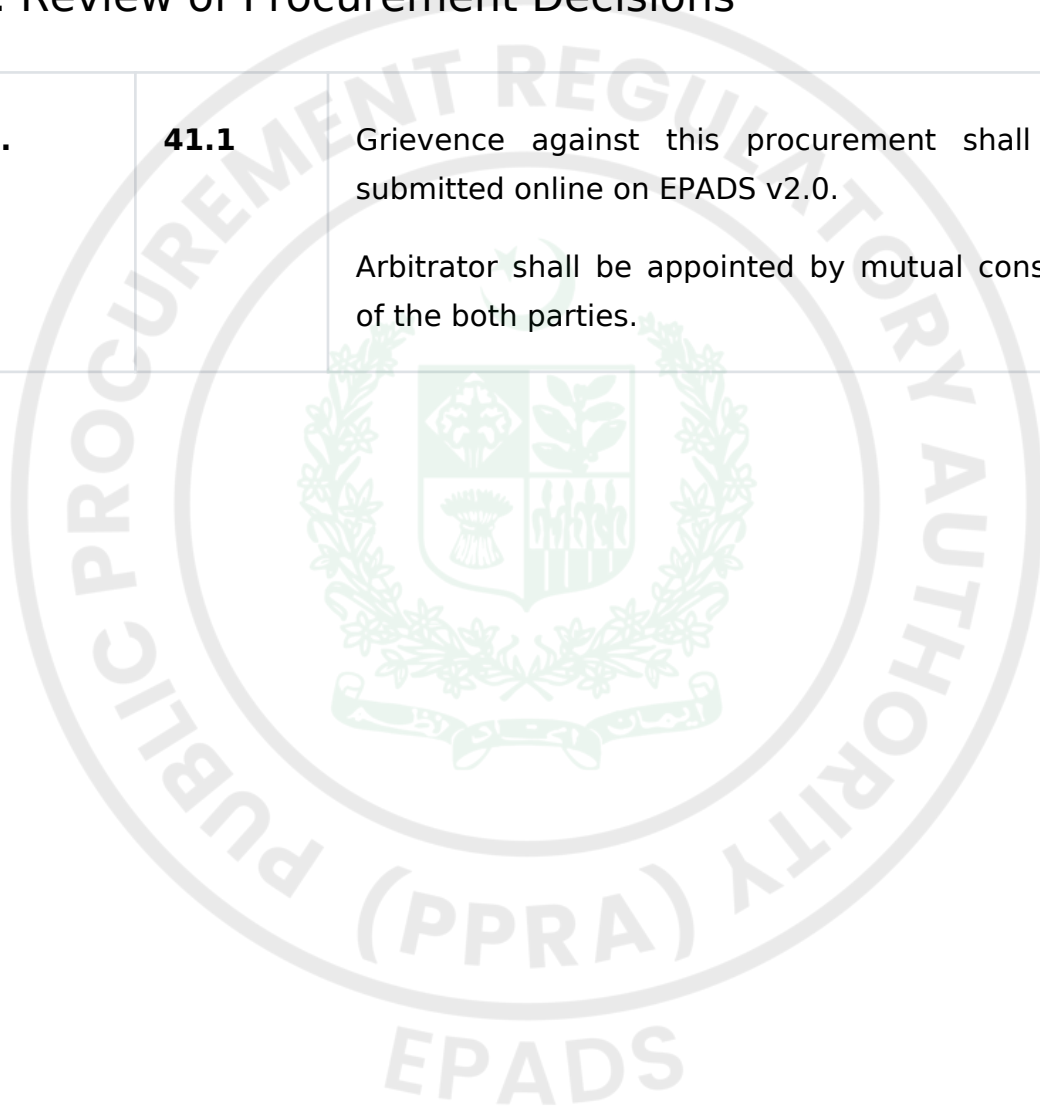 . Review of Procurement Decisions
. 41.1 Grievence against this procurement shall
submitted online on EPADS v2.0.
Arbitrator shall be appointed by mutual cons
of the both parties.
PUBLIC PROCUREMENT REGULATORY AUTHORITY
(PPRA)
EPADS